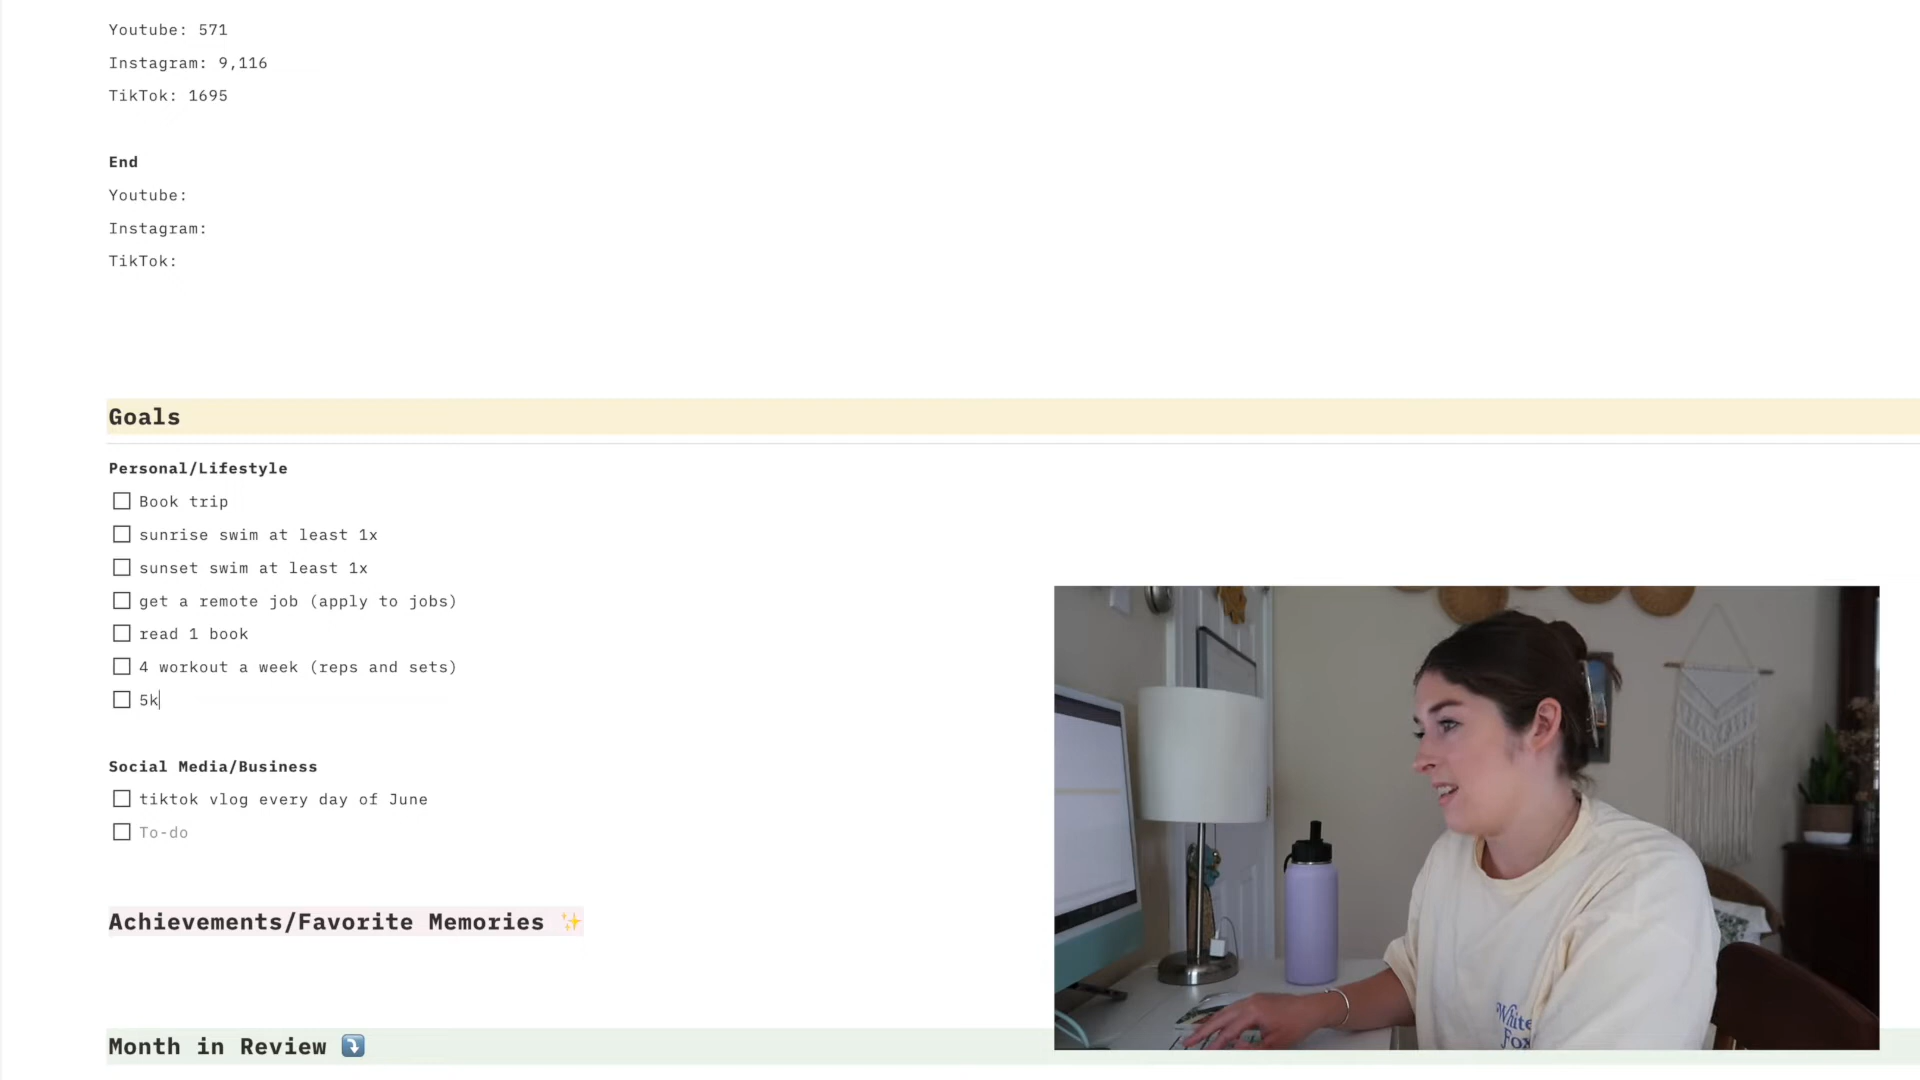 Youtube: 571
Instagram: 9,116
TikTok: 1695
End
Youtube:
Instagram:
TikTok:
Goals
Personal/Lifestyle
Book trip
sunrise swim at least 1x
sunset swim at least 1x
get a remote job (apply to jobs)
read 1 book
4 workout a week (reps and sets)
5k
Social Media/Business
tiktok vlog every day of June
To-do
Achievements/Favorite Memories ✨
Month in Review ⤵️
White
Fox